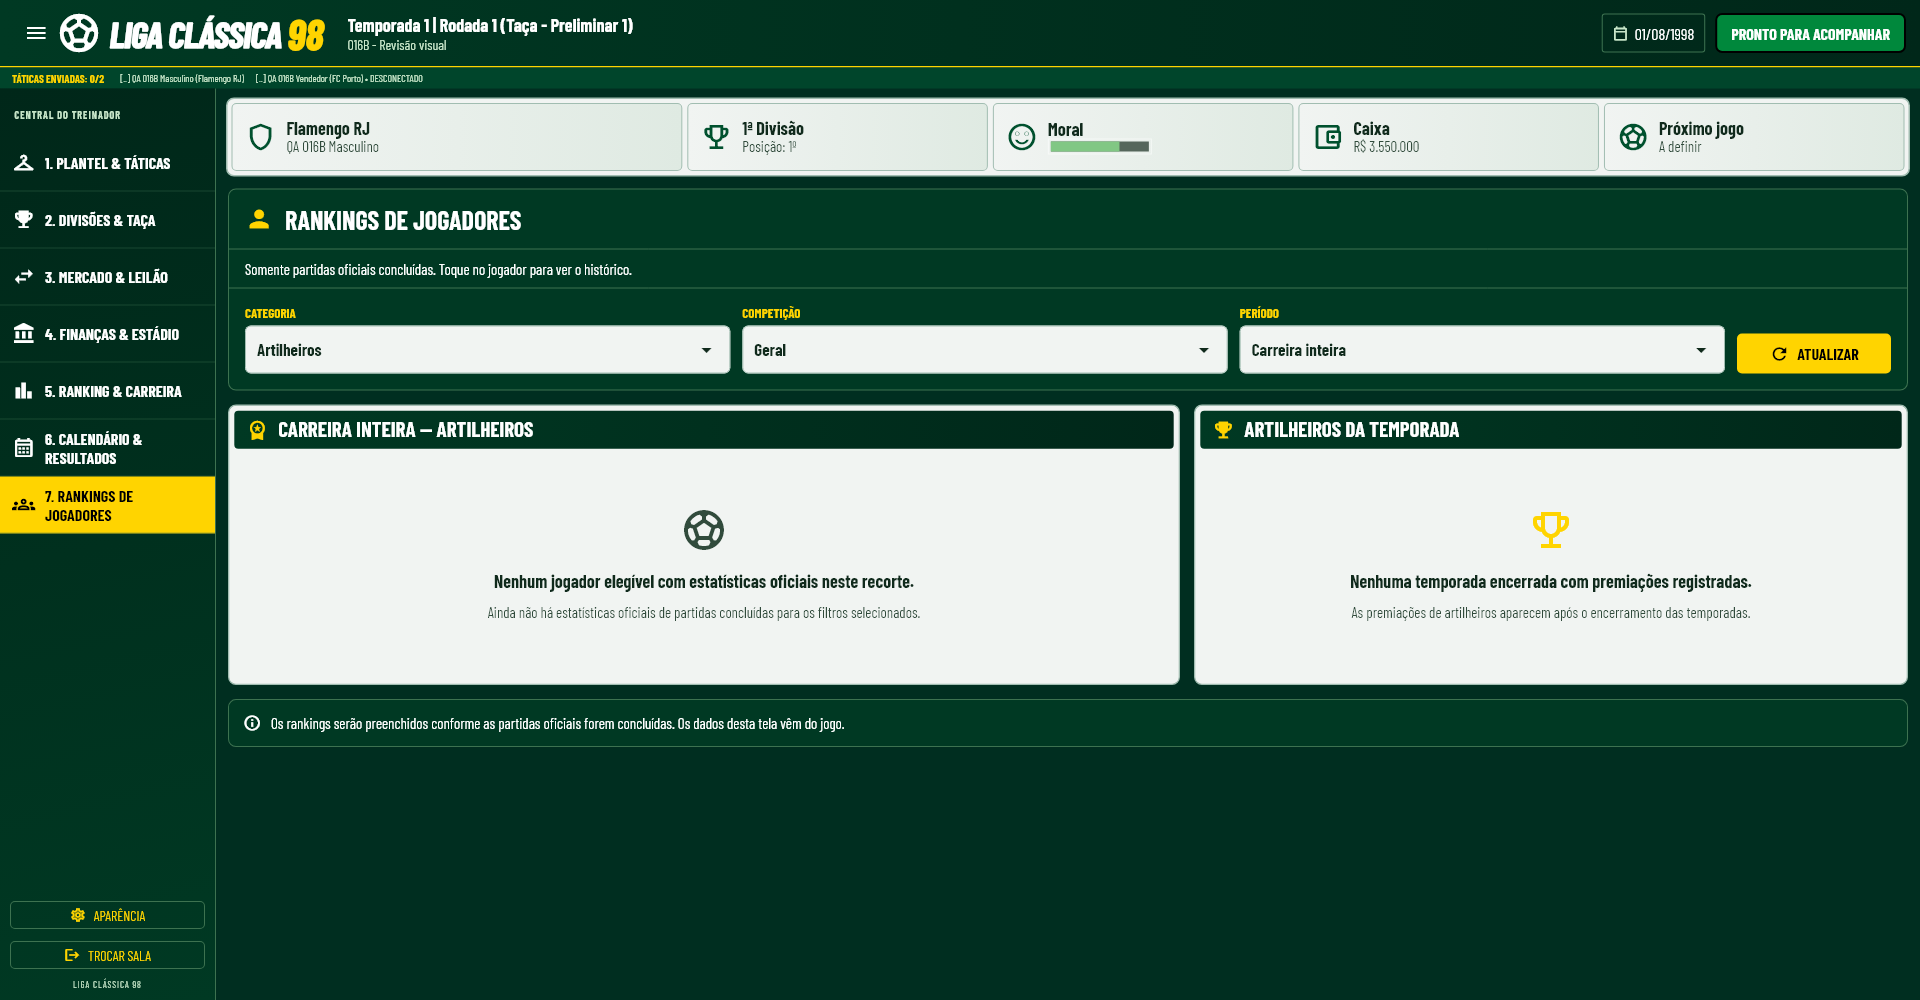 LIGA CLÁSSICA 98
Temporada 1 | Rodada 1 (Taça - Preliminar 1)
016B - Revisão visual
01/08/1998
PRONTO PARA ACOMPANHAR
TÁTICAS ENVIADAS: 0/2
[...] QA 016B Masculino (Flamengo RJ)
[...] QA 016B Vendedor (FC Porto) • DESCONECTADO
CENTRAL DO TREINADOR
1. PLANTEL & TÁTICAS
2. DIVISÕES & TAÇA
3. MERCADO & LEILÃO
4. FINANÇAS & ESTÁDIO
5. RANKING & CARREIRA
6. CALENDÁRIO &
RESULTADOS
7. RANKINGS DE
JOGADORES
APARÊNCIA
TROCAR SALA
LIGA CLÁSSICA 98
Flamengo RJ
QA 016B Masculino
1ª Divisão
Posição: 1º
Moral
Caixa
R$ 3.550.000
Próximo jogo
A definir
RANKINGS DE JOGADORES
Somente partidas oficiais concluídas. Toque no jogador para ver o histórico.
CATEGORIA
Artilheiros
COMPETIÇÃO
Geral
PERÍODO
Carreira inteira
ATUALIZAR
CARREIRA INTEIRA — ARTILHEIROS
Nenhum jogador elegível com estatísticas oficiais neste recorte.
Ainda não há estatísticas oficiais de partidas concluídas para os filtros selecionados.
ARTILHEIROS DA TEMPORADA
Nenhuma temporada encerrada com premiações registradas.
As premiações de artilheiros aparecem após o encerramento das temporadas.
Os rankings serão preenchidos conforme as partidas oficiais forem concluídas. Os dados desta tela vêm do jogo.